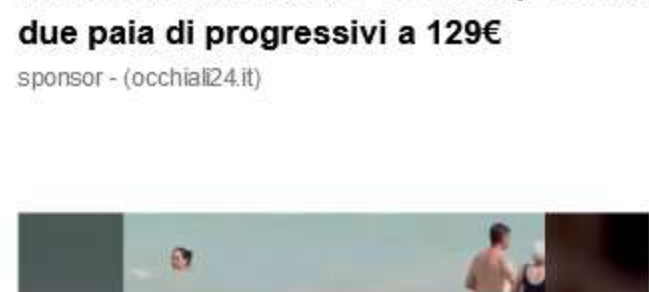 due paia di progressivi a 129€
sponsor - (occhiali24.it)